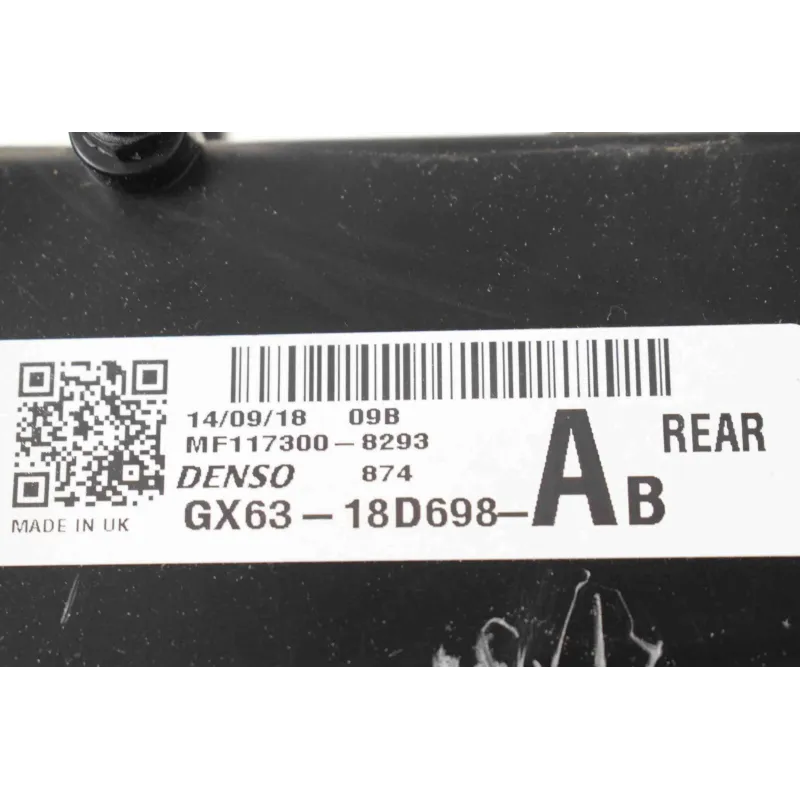 14/09/18 09B
MF117300-8293
DENSO 874
GX63-18D698-AB
REAR
MADE IN UK